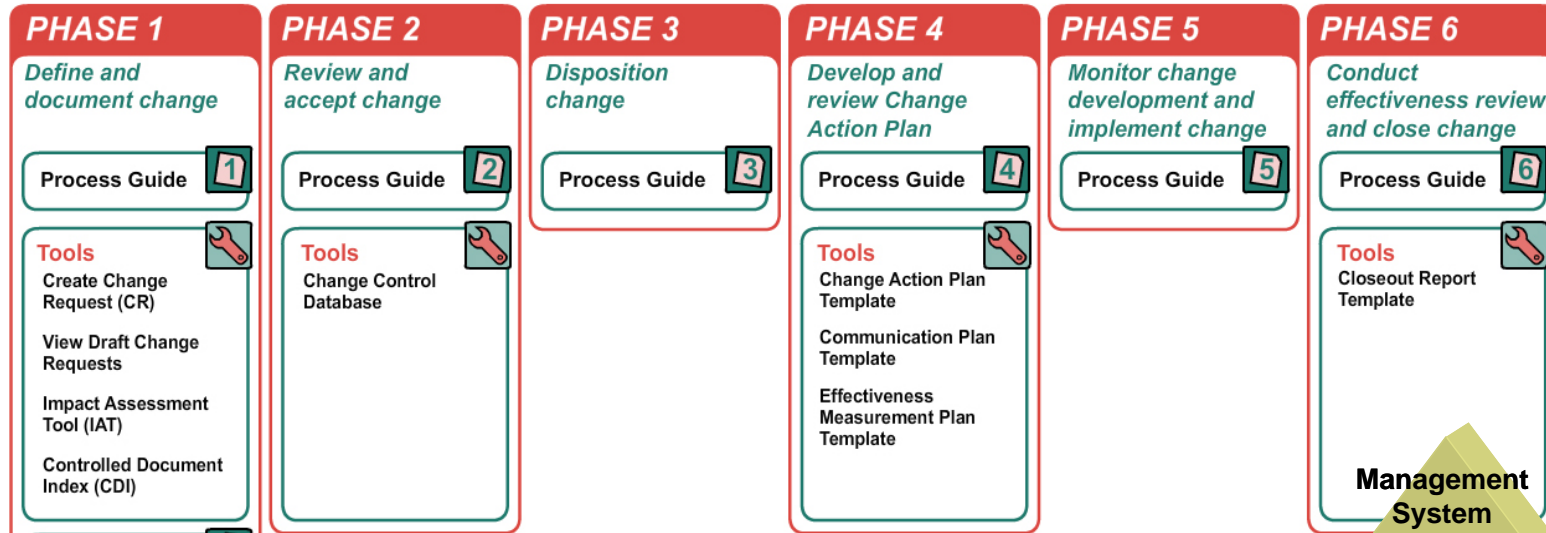 PHASE 1
Define and
document change
Process Guide
1
Tools
Create Change
Request (CR)
View Draft Change
Requests
Impact Assessment
Tool (IAT)
Controlled Document
Index (CDI)
PHASE 2
Review and
accept change
Process Guide
2
Tools
Change Control
Database
PHASE 3
Disposition
change
Process Guide
3
PHASE 4
Develop and
review Change
Action Plan
Process Guide
4
Tools
Change Action Plan
Template
Communication Plan
Template
Effectiveness
Measurement Plan
Template
PHASE 5
Monitor change
development and
implement change
Process Guide
5
PHASE 6
Conduct
effectiveness review
and close change
Process Guide
6
Tools
Closeout Report
Template
Management
System